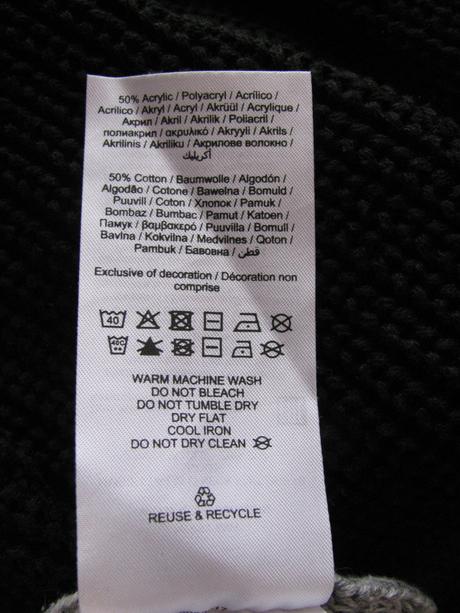 50% Acrylic / Polyacryl / Acrílico /
Acrilico / Akryl / Acryl / Akrüül / Acrylique /
Акрил / Akril / Akrilik / Poliacril /
полиакрил / ακρυλικό / Akryyli / Akrils /
Akrilinis / Akriliku / Акрилове волокно /
أكريليك
50% Cotton / Baumwolle / Algodón /
Algodão / Cotone / Bawełna / Bomuld /
Puuvill / Coton / Хлопок / Pamuk /
Bombaz / Bumbac / Pamut / Katoen /
Памук / βαμβακερό / Puuvilla / Bomull /
Bavlna / Kokvilna / Medvilnes / Qoton /
Pambuk / Бавовна / قطن
Exclusive of decoration / Décoration non
comprise
40
40C
WARM MACHINE WASH
DO NOT BLEACH
DO NOT TUMBLE DRY
DRY FLAT
COOL IRON
DO NOT DRY CLEAN
REUSE & RECYCLE